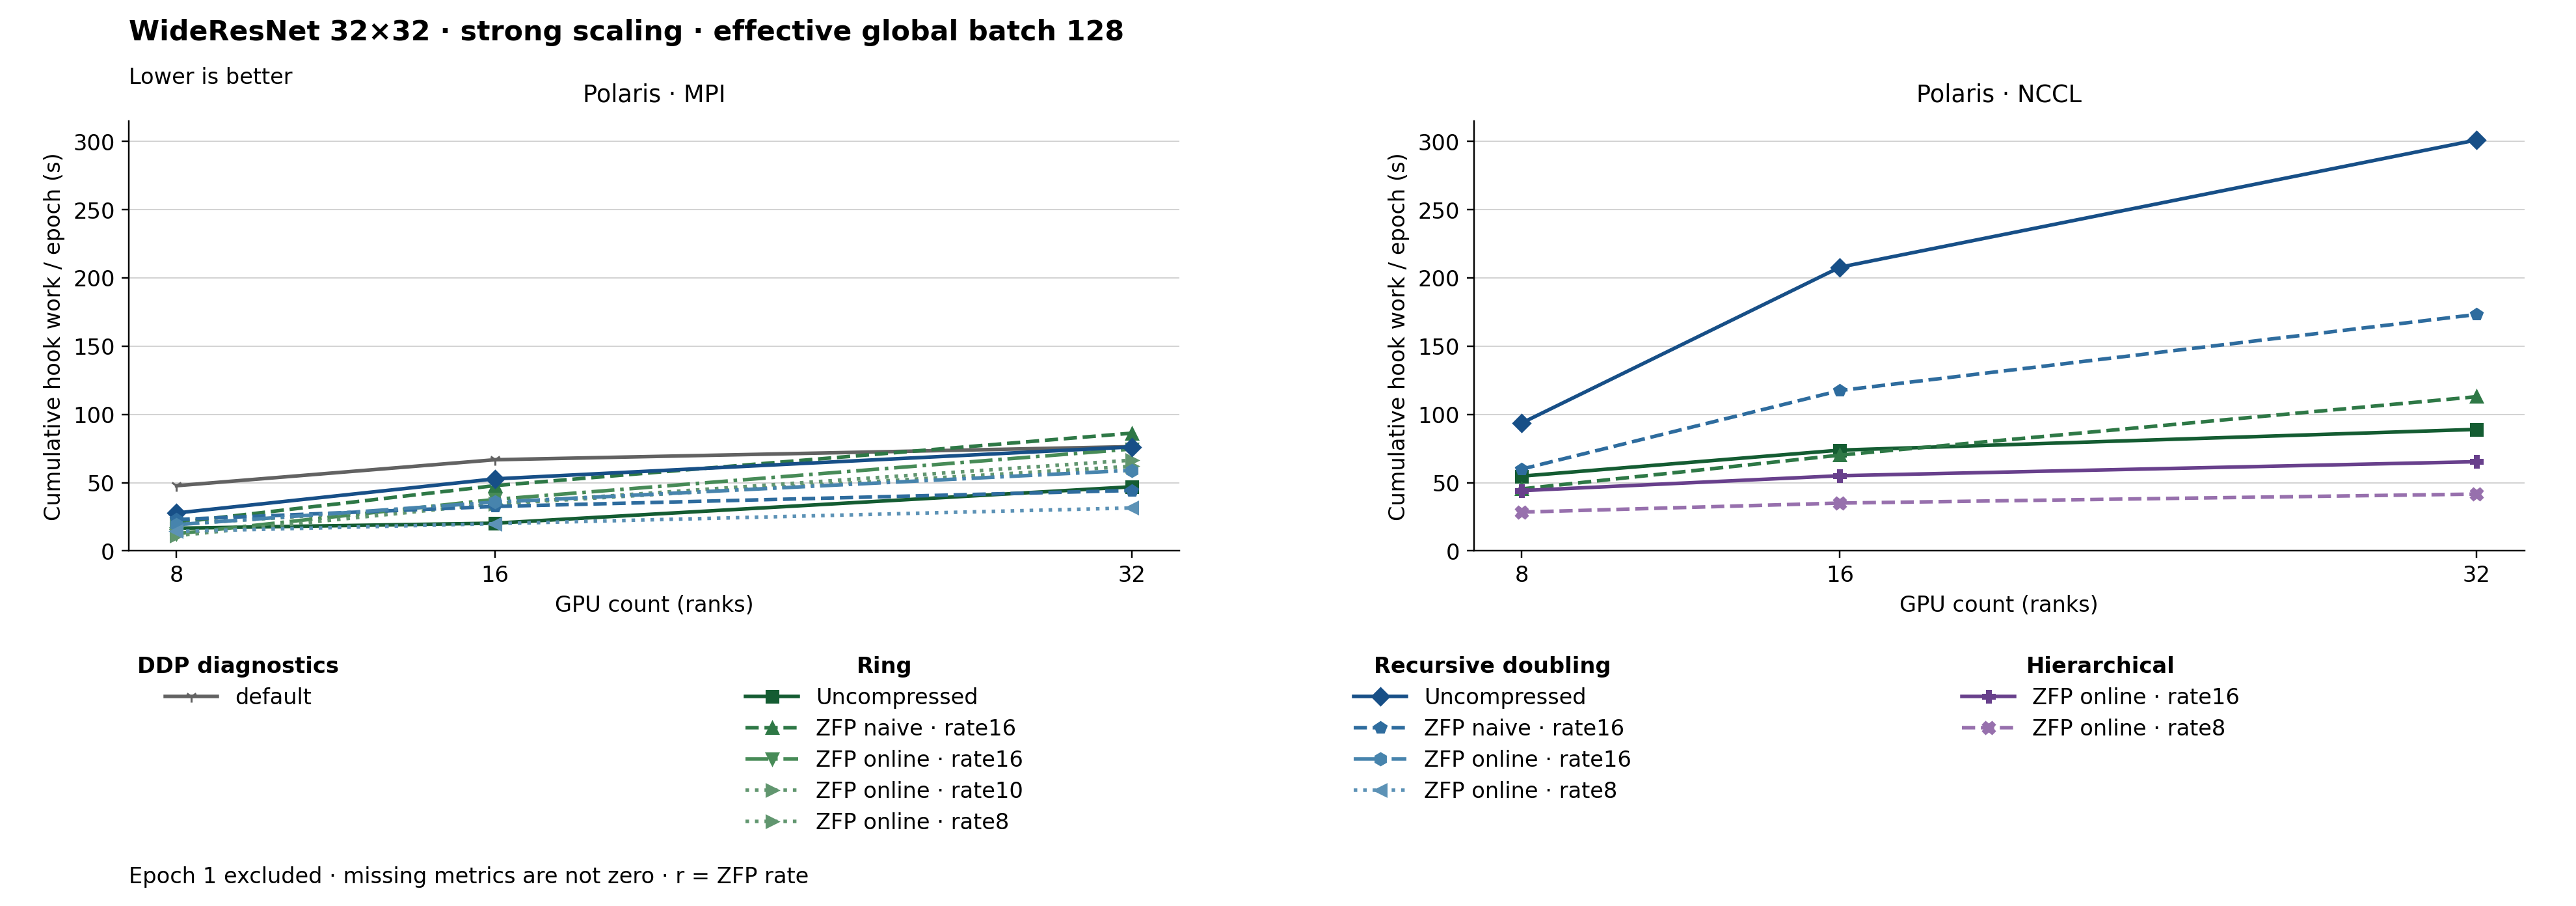 WideResNet 32×32 · strong scaling · effective global batch 128
Lower is better
Polaris · MPI
Cumulative hook work / epoch (s)
300
250
200
150
100
50
0
8
16
32
GPU count (ranks)
Polaris · NCCL
Cumulative hook work / epoch (s)
300
250
200
150
100
50
0
8
16
32
GPU count (ranks)
DDP diagnostics
default
Ring
Uncompressed
ZFP naive · rate16
ZFP online · rate16
ZFP online · rate10
ZFP online · rate8
Recursive doubling
Uncompressed
ZFP naive · rate16
ZFP online · rate16
ZFP online · rate8
Hierarchical
ZFP online · rate16
ZFP online · rate8
Epoch 1 excluded · missing metrics are not zero · r = ZFP rate